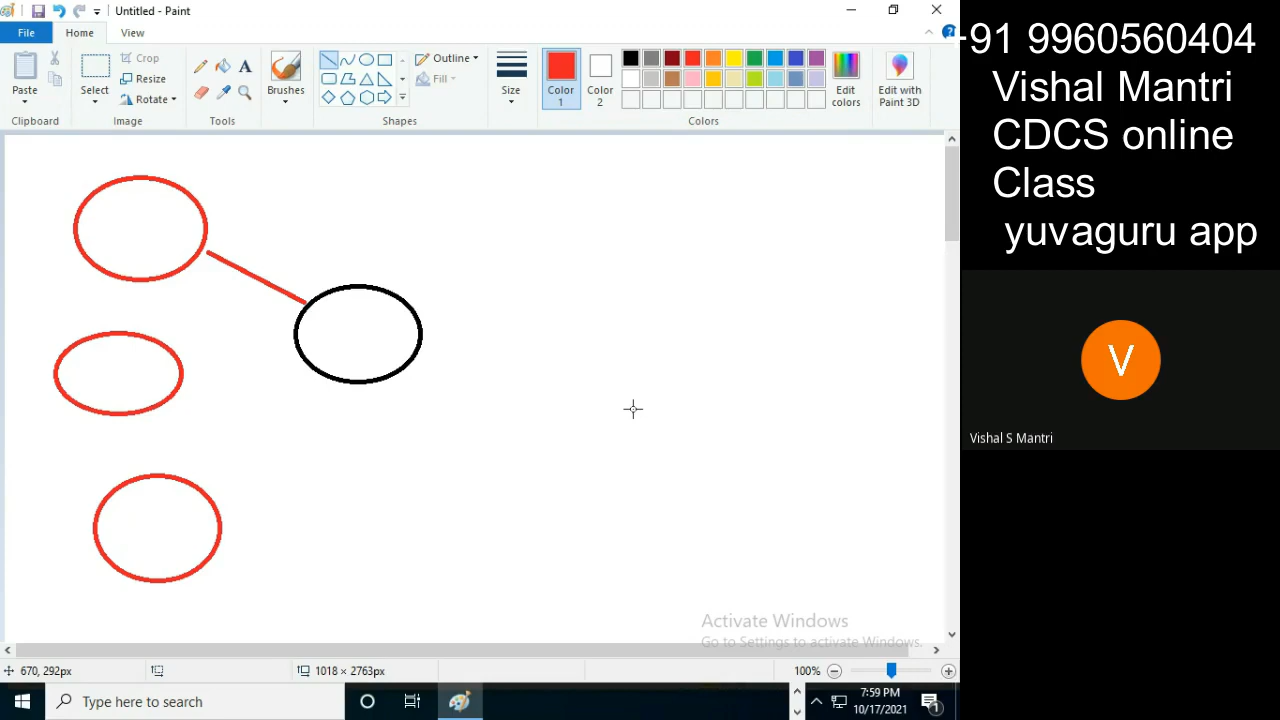 Untitled - Paint
File
Home
View
Paste
Clipboard
Select
Crop
Resize
Rotate
Image
A
Tools
Brushes
Outline
Fill
Shapes
Size
Color 1
Color 2
Edit colors
Edit with Paint 3D
Colors
Activate Windows
Go to Settings to activate Windows.
670, 292px
1018 × 2763px
100%
Type here to search
7:59 PM
10/17/2021
1
-91 9960560404
Vishal Mantri
CDCS online
Class
yuvaguru app
V
Vishal S Mantri